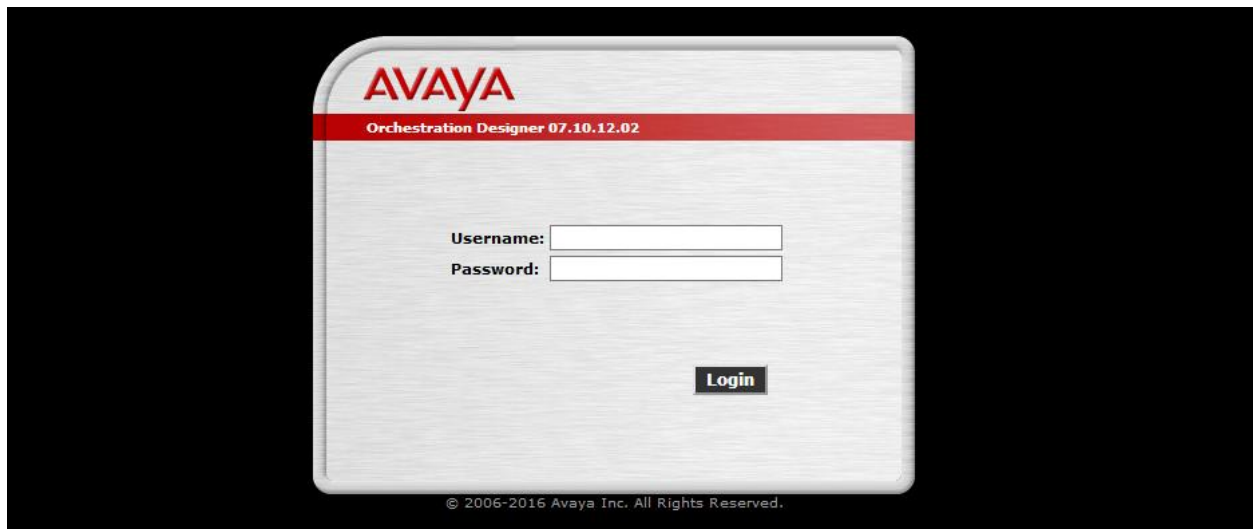 AVAYA
Orchestration Designer 07.10.12.02
Username:
Password:
Login
© 2006-2016 Avaya Inc. All Rights Reserved.